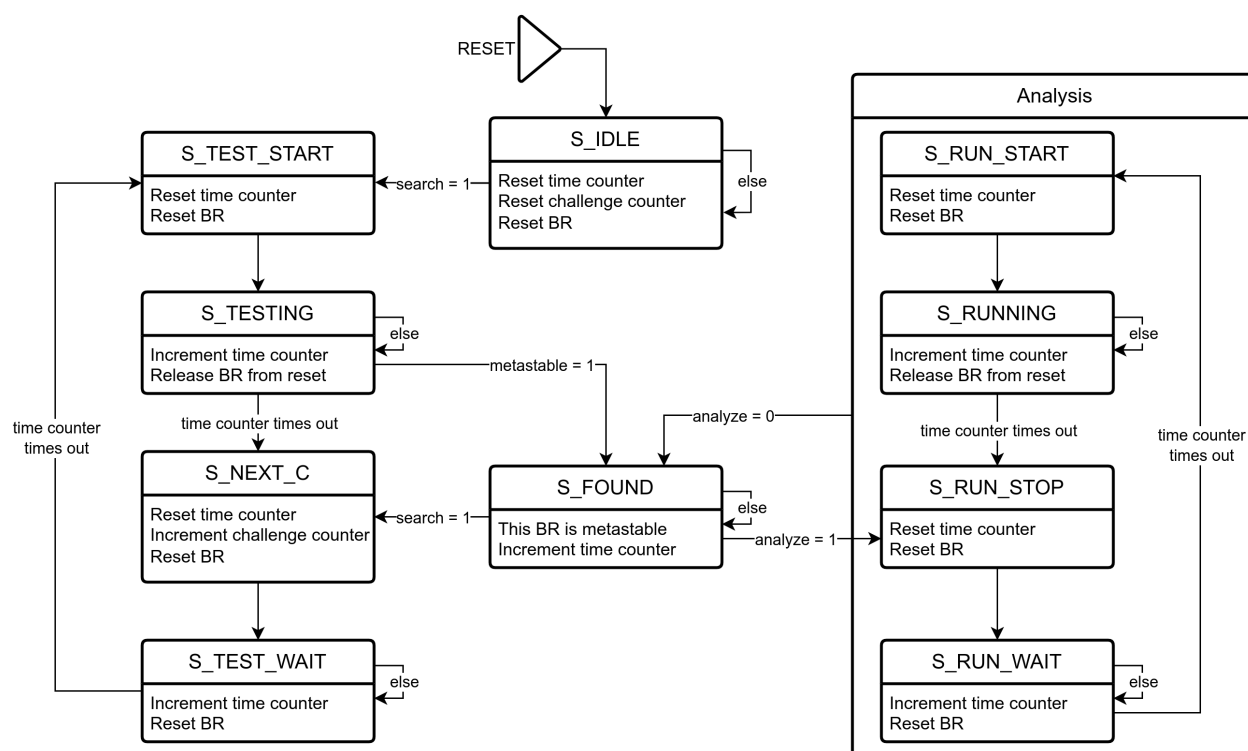 RESET
Analysis
S_IDLE
Reset time counter
Reset challenge counter
Reset BR
else
search = 1
S_TEST_START
Reset time counter
Reset BR
S_TESTING
Increment time counter
Release BR from reset
else
metastable = 1
time counter times out
time counter
times out
S_NEXT_C
Reset time counter
Increment challenge counter
Reset BR
S_TEST_WAIT
Increment time counter
Reset BR
else
search = 1
S_FOUND
This BR is metastable
Increment time counter
else
analyze = 0
analyze = 1
S_RUN_START
Reset time counter
Reset BR
S_RUNNING
Increment time counter
Release BR from reset
else
time counter times out
time counter
times out
S_RUN_STOP
Reset time counter
Reset BR
S_RUN_WAIT
Increment time counter
Reset BR
else